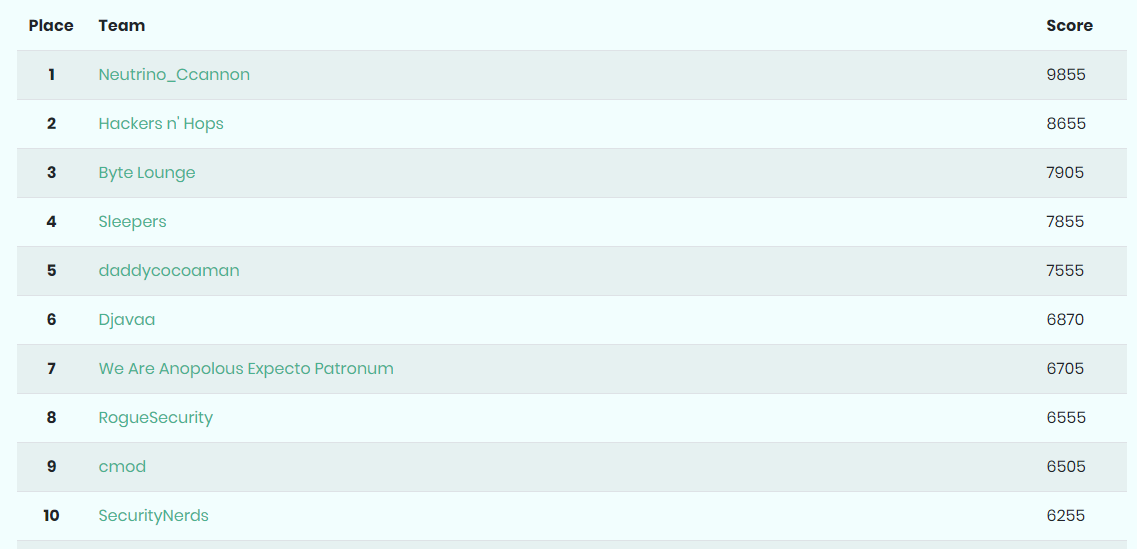 Place Team Score
1 Neutrino_Ccannon 9855
2 Hackers n' Hops 8655
3 Byte Lounge 7905
4 Sleepers 7855
5 daddycocoaman 7555
6 Djavaa 6870
7 We Are Anopolous Expecto Patronum 6705
8 RogueSecurity 6555
9 cmod 6505
10 SecurityNerds 6255